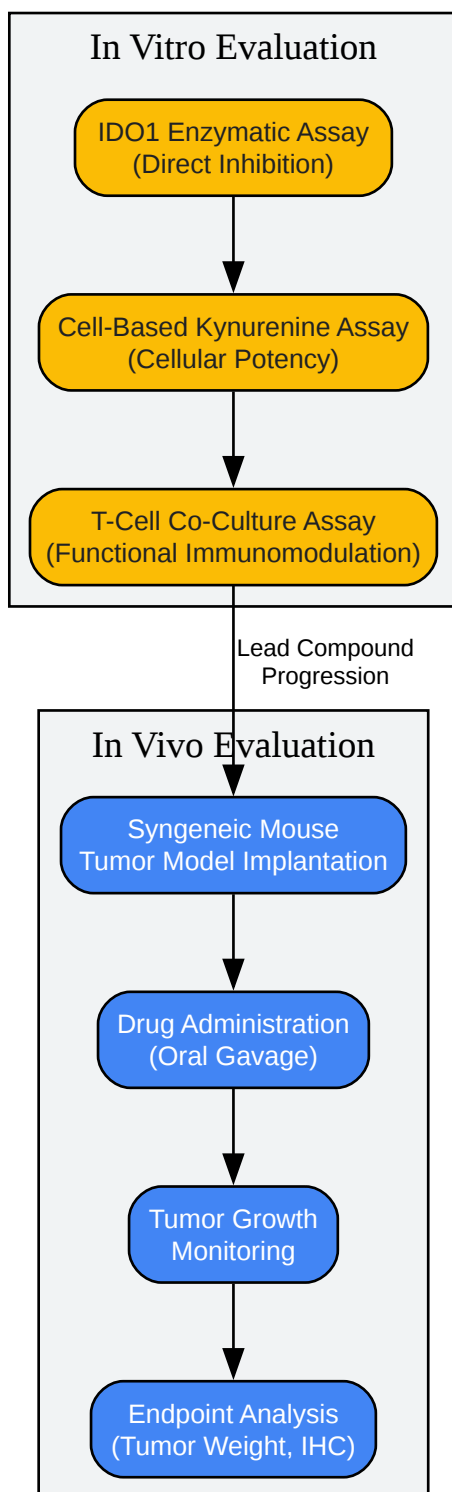 In Vitro Evaluation
IDO1 Enzymatic Assay
(Direct Inhibition)
Cell-Based Kynurenine Assay
(Cellular Potency)
T-Cell Co-Culture Assay
(Functional Immunomodulation)
Lead Compound
Progression
In Vivo Evaluation
Syngeneic Mouse
Tumor Model Implantation
Drug Administration
(Oral Gavage)
Tumor Growth
Monitoring
Endpoint Analysis
(Tumor Weight, IHC)